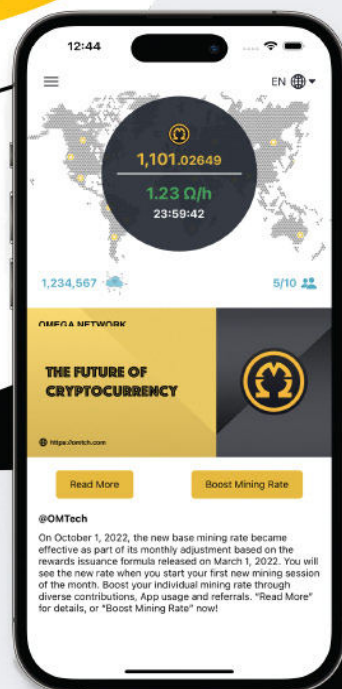 12:44
EN
1,101.02649
1.23 Ω/h
23:59:42
1,234,567
5/10
OMEGA NETWORK
THE FUTURE OF
CRYPTOCURRENCY
https://omtch.com
Read More
Boost Mining Rate
@OMTech
On October 1, 2022, the new base mining rate became
effective as part of its monthly adjustment based on the
rewards issuance formula released on March 1, 2022. You will
see the new rate when you start your first new mining session
of the month. Boost your individual mining rate through
diverse contributions, App usage and referrals. "Read More"
for details, or "Boost Mining Rate" now!